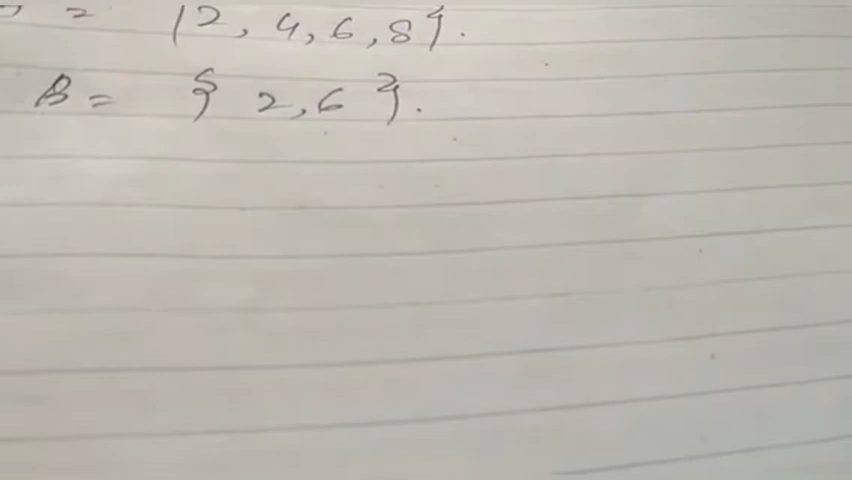 = {2, 4, 6, 8}.
B = { 2, 6 }.